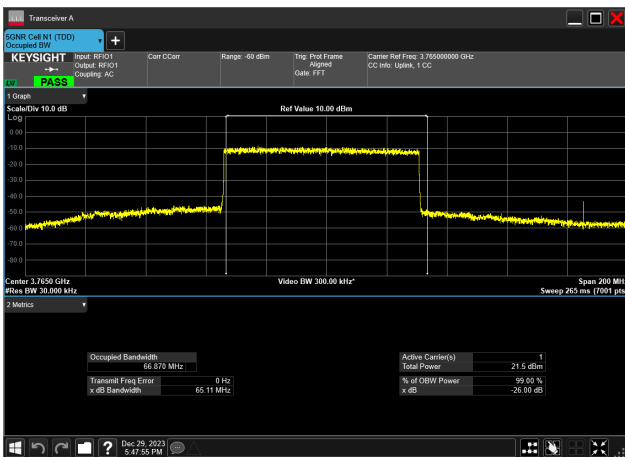 Transceiver A
5GNR Cell N1 (TDD)
Occupied BW
KEYSIGHT
Input: RFIO1
Output: RFIO1
Coupling: AC
Corr CCorr
Range: -60 dBm
Trig: Prot Frame
Aligned
Gate: FFT
Carrier Ref Freq: 3.765000000 GHz
CC Info: Uplink, 1 CC
PASS
1 Graph
Scale/Div 10.0 dB
Ref Value 10.00 dBm
Log
0.00
-10.0
-20.0
-30.0
-40.0
-50.0
-60.0
-70.0
-80.0
Center 3.7650 GHz
Video BW 300.00 kHz*
Span 200 MHz
#Res BW 30.000 kHz
Sweep 265 ms (7001 pts
2 Metrics
Occupied Bandwidth
66.870 MHz
Transmit Freq Error 0 Hz
x dB Bandwidth 65.11 MHz
Active Carrier(s) 1
Total Power 21.5 dBm
% of OBW Power 99.00 %
x dB -26.00 dB
Dec 29, 2023
5:47:55 PM